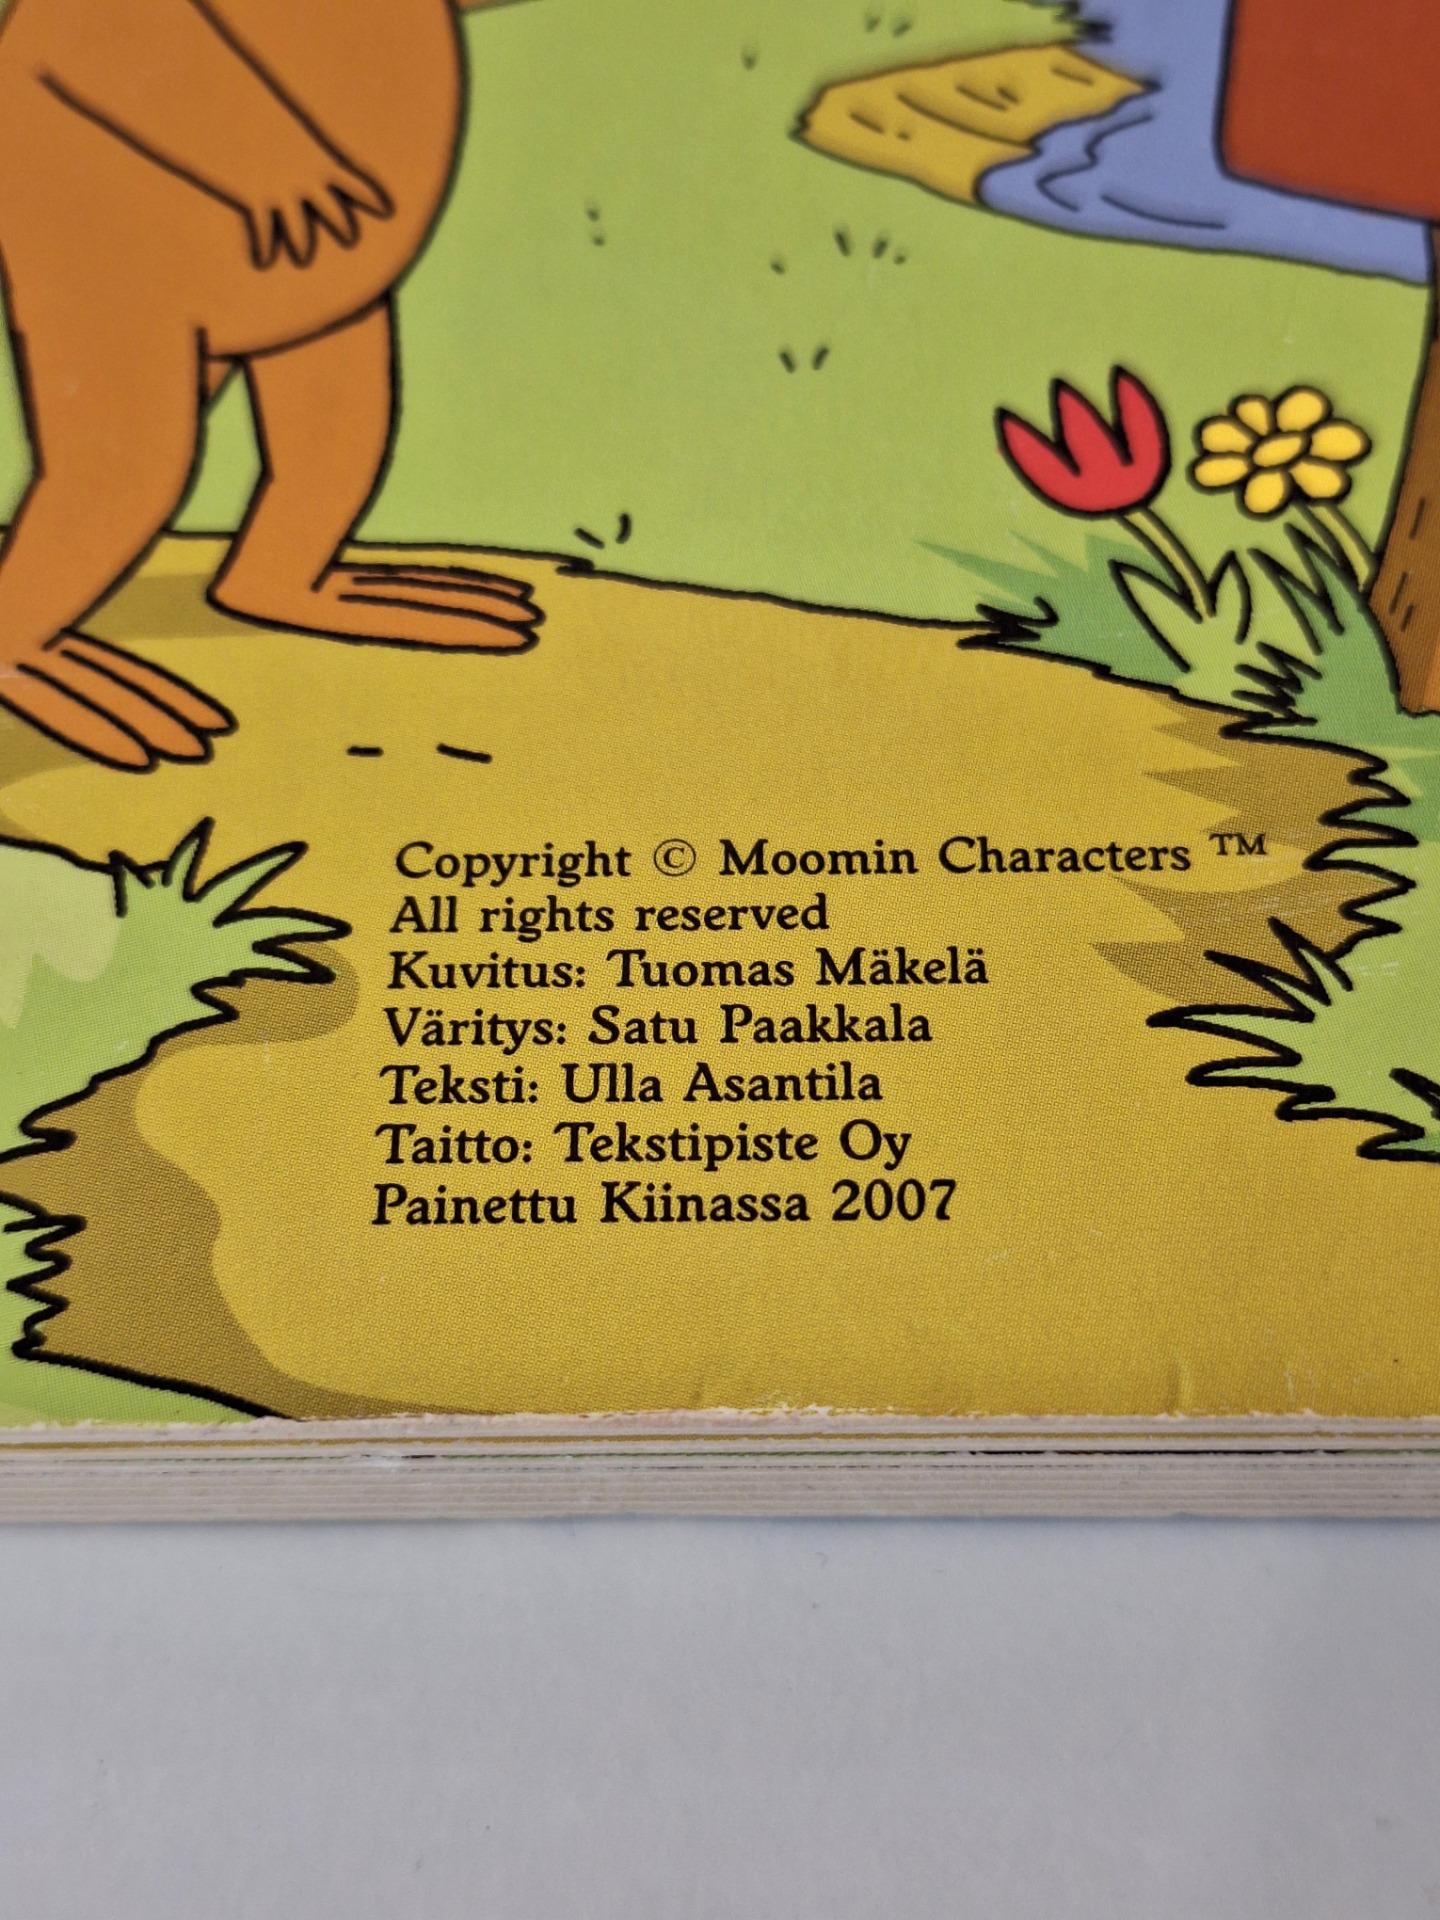 Copyright © Moomin Characters ™
All rights reserved
Kuvitus: Tuomas Mäkelä
Väritys: Satu Paakkala
Teksti: Ulla Asantila
Taitto: Tekstipiste Oy
Painettu Kiinassa 2007